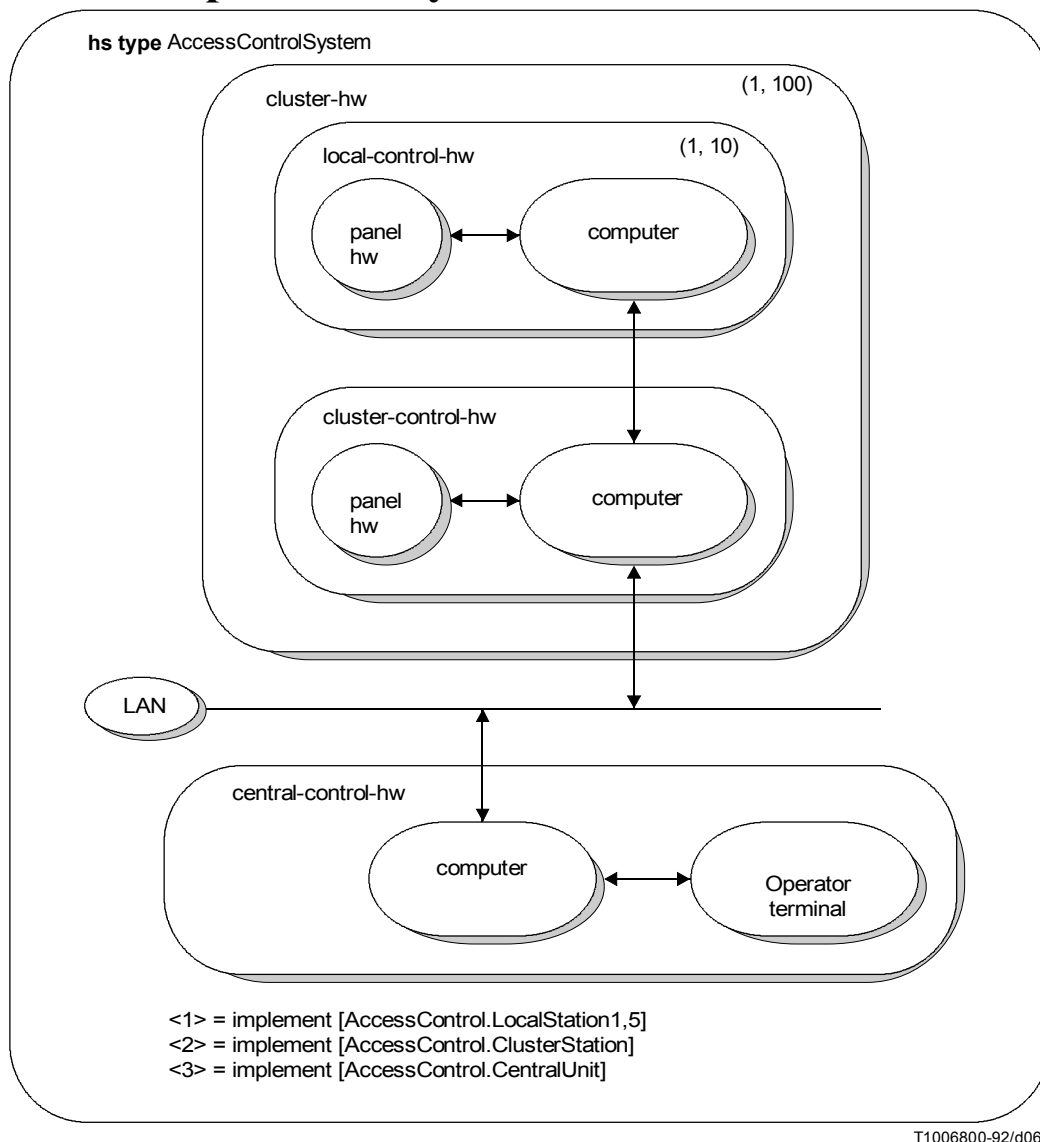 hs type AccessControlSystem
(1, 100)
cluster-hw
(1, 10)
local-control-hw
panel
hw
computer
cluster-control-hw
panel
hw
computer
LAN
central-control-hw
computer
Operator
terminal
<1> = implement [AccessControl.LocalStation1,5]
<2> = implement [AccessControl.ClusterStation]
<3> = implement [AccessControl.CentralUnit]
T1006800-92/d06